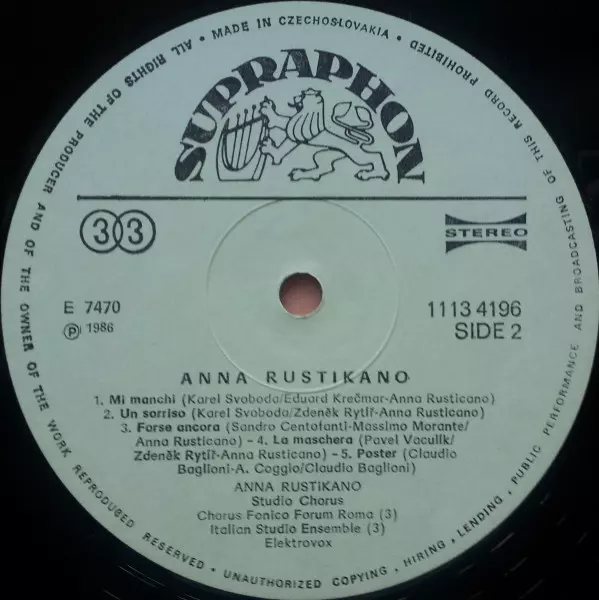 ALL RIGHTS OF THE PRODUCER AND OF THE OWNER OF THE WORK REPRODUCED RESERVED • UNAUTHORIZED COPYING, HIRING, LENDING, PUBLIC PERFORMANCE AND BROADCASTING OF THIS RECORD PROHIBITED • MADE IN CZECHOSLOVAKIA •
SUPRAPHON
33
STEREO
E 7470
1113 4196
℗ 1986
SIDE 2
ANNA RUSTIKANO
1. Mi manchi (Karel Svoboda/Eduard Krečmar-Anna Rusticano)
2. Un sorriso (Karel Svoboda/Zdeněk Rytíř-Anna Rusticano)
3. Forse ancora (Sandro Centofanti-Massimo Morante/
Anna Rusticano) – 4. La maschera (Pavel Vaculík/
Zdeněk Rytíř-Anna Rusticano) – 5. Poster (Claudio
Baglioni-A. Coggio/Claudio Baglioni)
ANNA RUSTIKANO
Studio Chorus
Chorus Fonico Forum Roma (3)
Italian Studio Ensemble (3)
Elektrovox